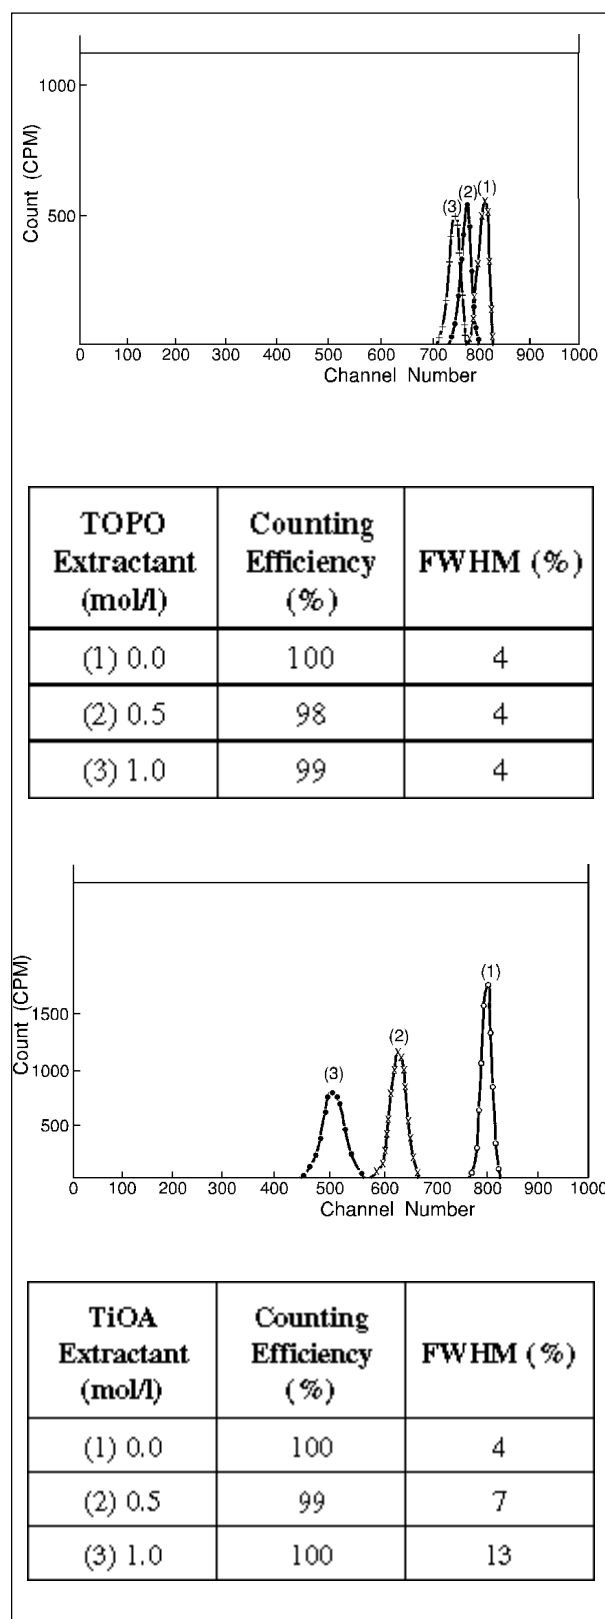 1000
500
Count (CPM)
(3) (2) (1)
0 100 200 300 400 500 600 700 800 900 1000
Channel Number
TOPO Extractant (mol/l) Counting Efficiency (%) FWHM (%)
(1) 0.0 100 4
(2) 0.5 98 4
(3) 1.0 99 4
1500
1000
500
Count (CPM)
(3) (2) (1)
0 100 200 300 400 500 600 700 800 900 1000
Channel Number
TiOA Extractant (mol/l) Counting Efficiency (%) FWHM (%)
(1) 0.0 100 4
(2) 0.5 99 7
(3) 1.0 100 13